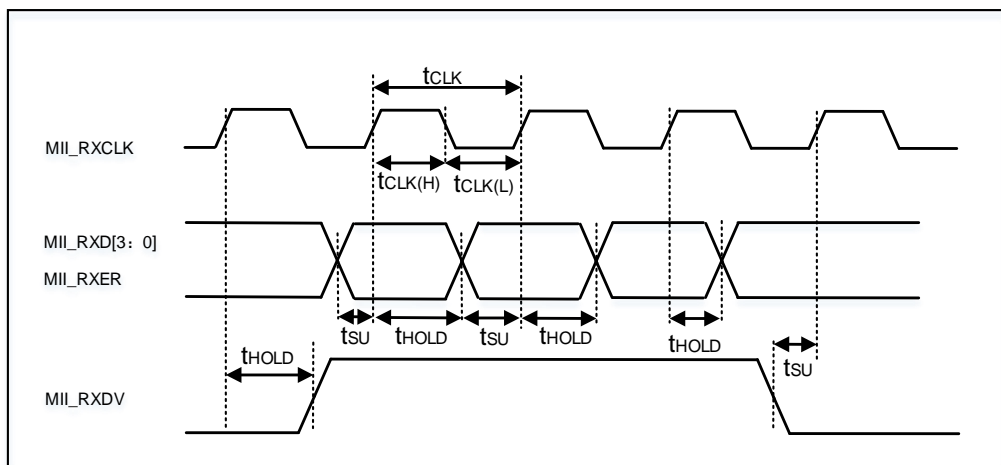 tCLK
MII_RXCLK
tCLK(H) tCLK(L)
MII_RXD[3：0]
MII_RXER
tSU tHOLD tSU tHOLD tHOLD
tHOLD tSU
MII_RXDV